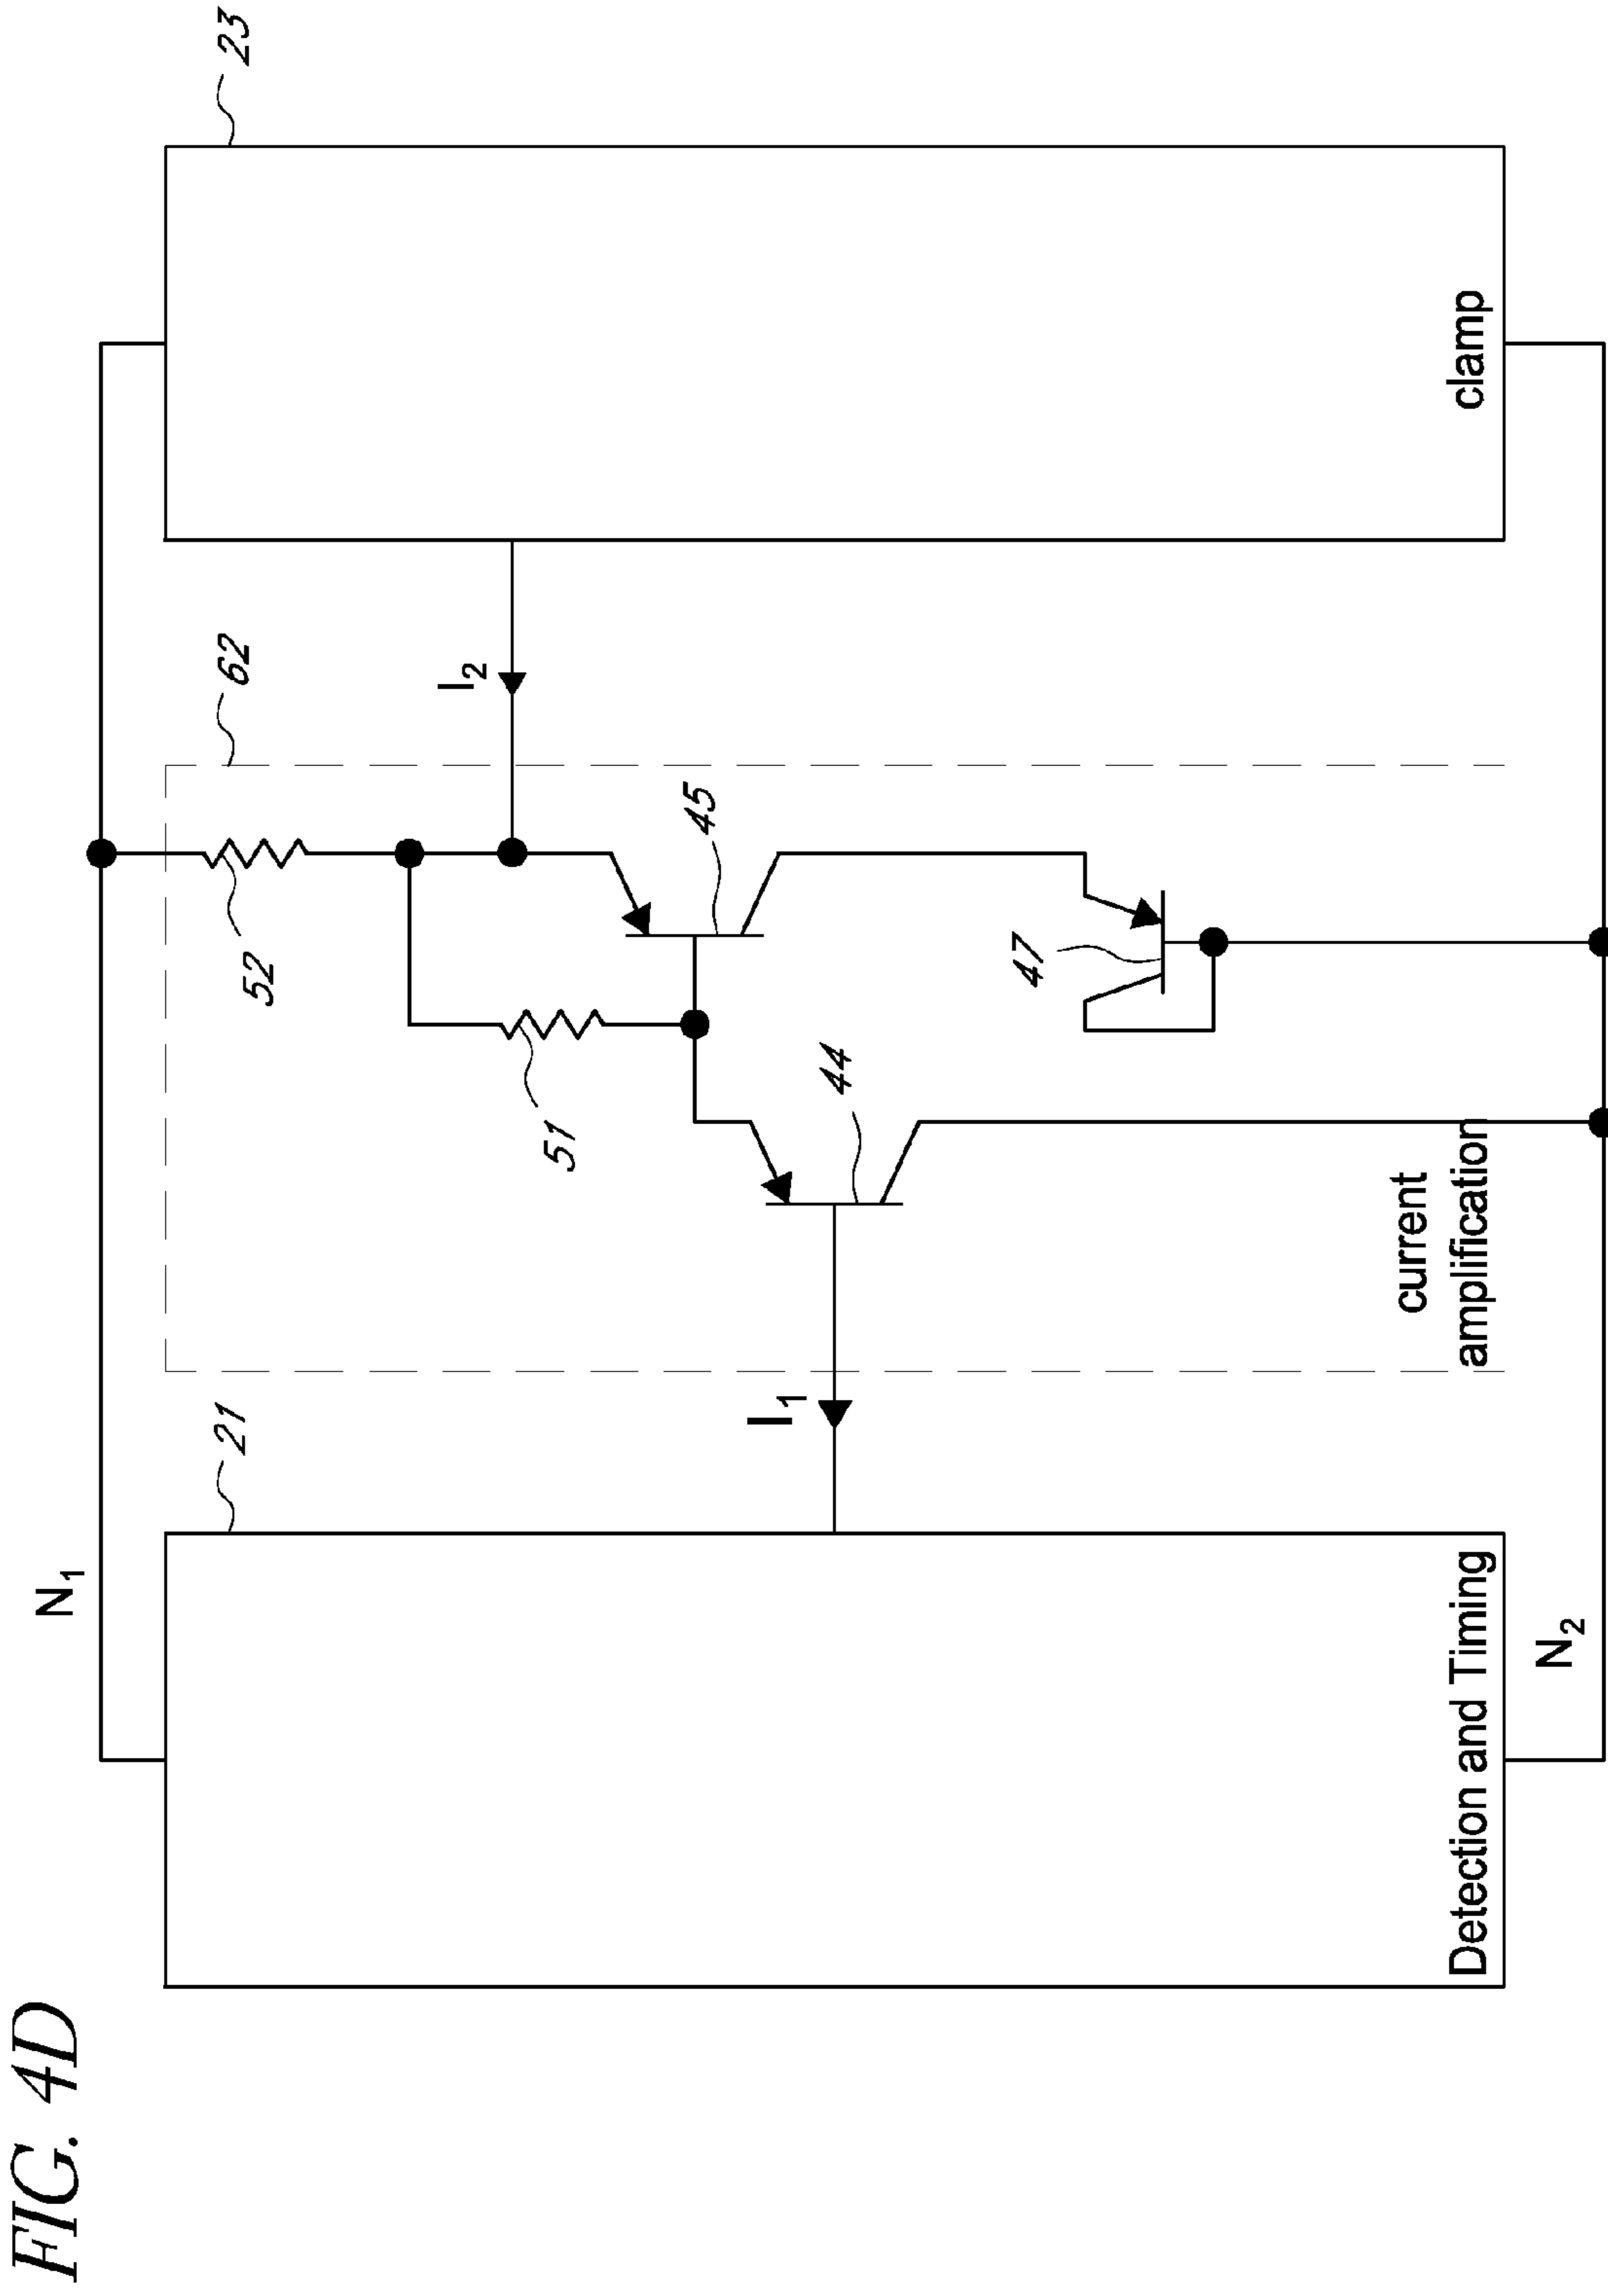 FIG. 4D
N1
21
62
23
52
I2
51
45
44
47
I1
current
amplification
Detection and Timing
clamp
N2